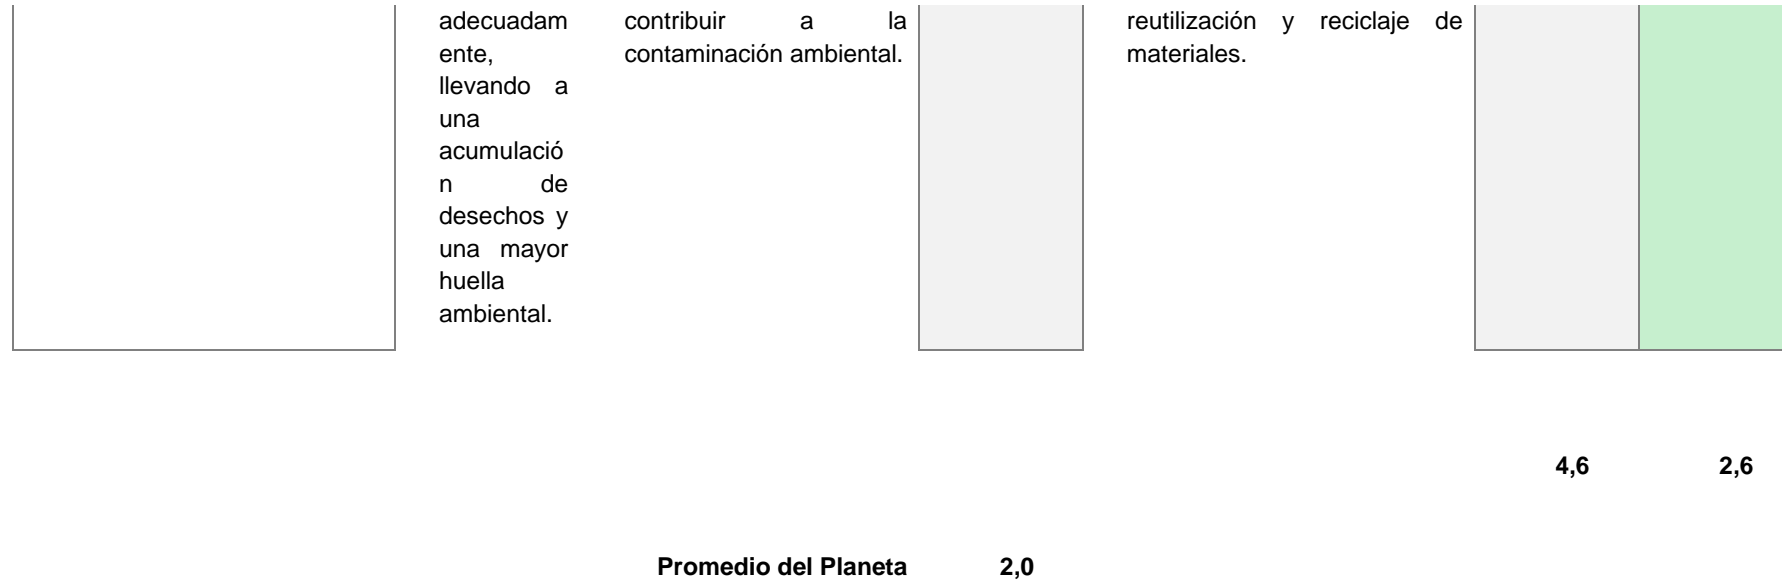 adecuadam
ente,
llevando a
una
acumulació
n de
desechos y
una mayor
huella
ambiental.
contribuir a la
contaminación ambiental.
reutilización y reciclaje de
materiales.
4,6 2,6
Promedio del Planeta 2,0